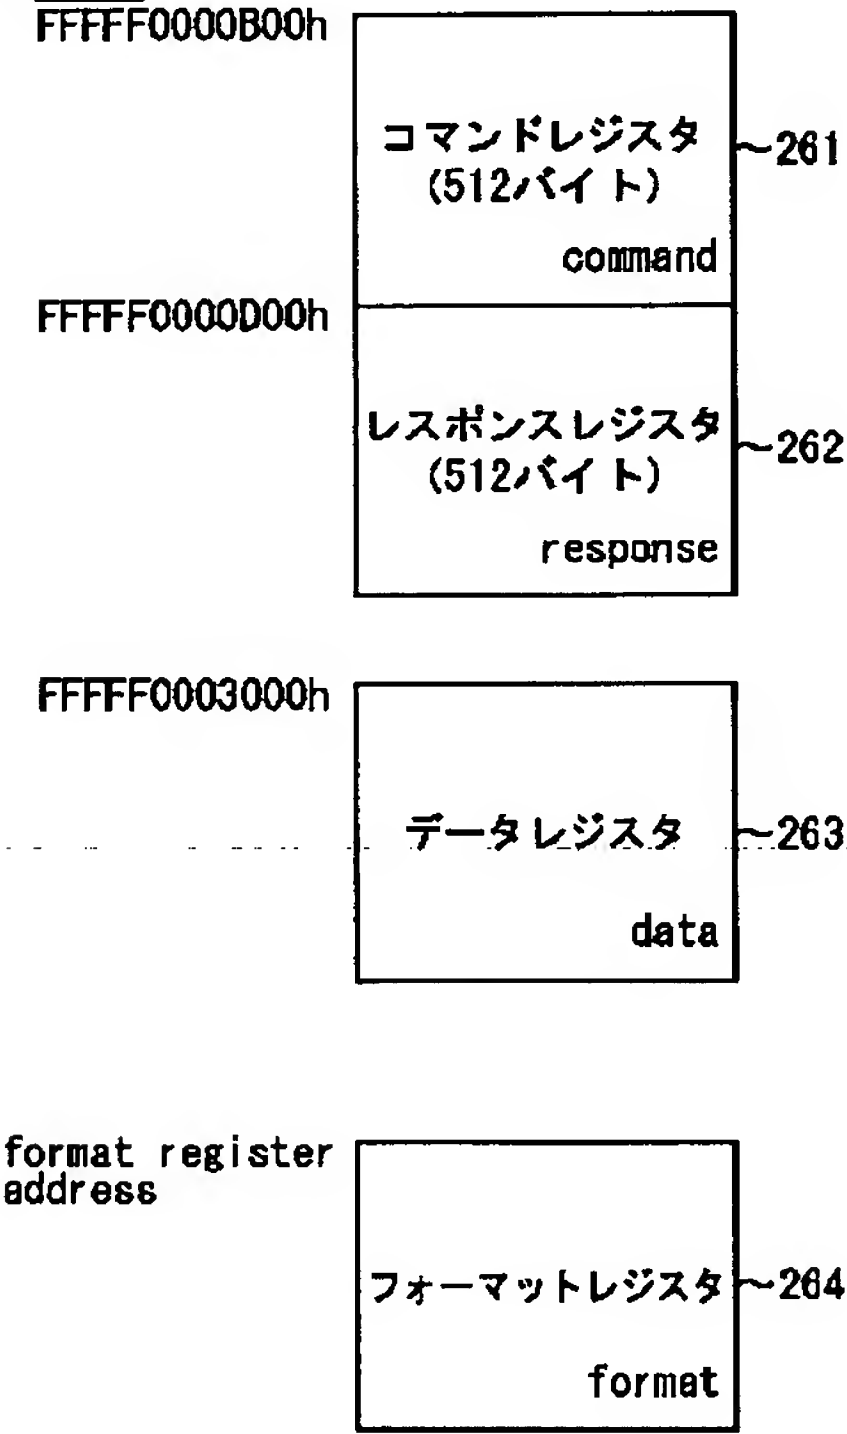 FFFFF0000B00h
コマンドレジスタ
(512バイト)
~261
command
FFFFF0000D00h
レスポンスレジスタ
(512バイト)
~262
response
FFFFF0003000h
データレジスタ
~263
data
format register
address
フォーマットレジスタ
~264
format